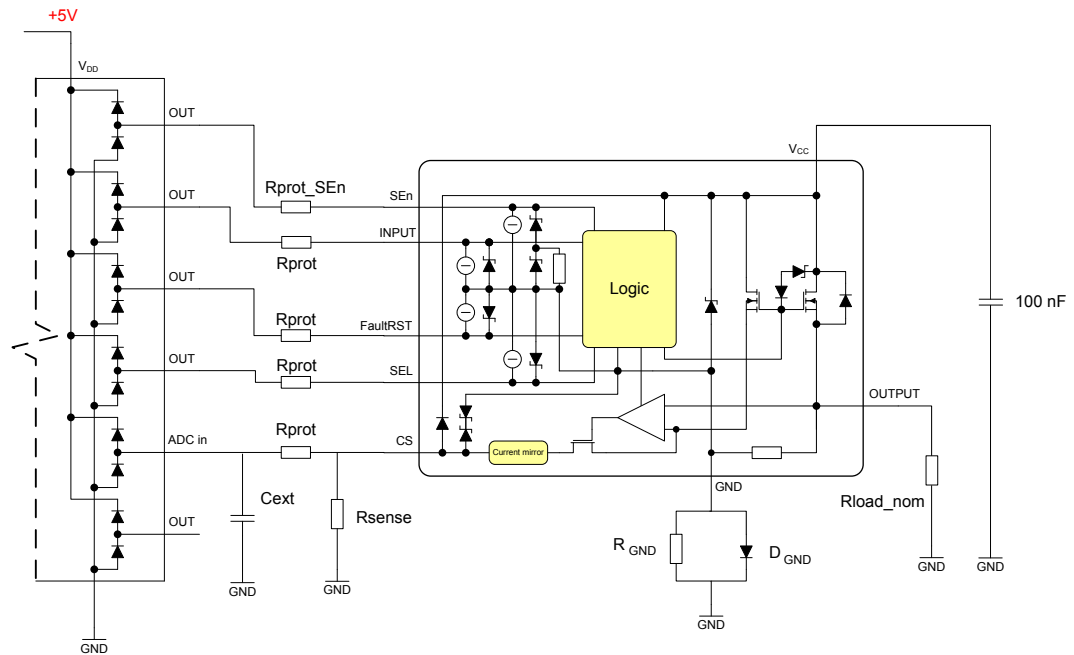 +5V
VDD
OUT
OUT
OUT
OUT
ADC in
OUT
GND
Rprot_SEn
Rprot
Rprot
Rprot
Rprot
Cext
GND
Rsense
GND
SEn
INPUT
FaultRST
SEL
CS
VCC
Logic
Current mirror
GND
OUTPUT
R GND
D GND
GND
Rload_nom
GND
100 nF
GND